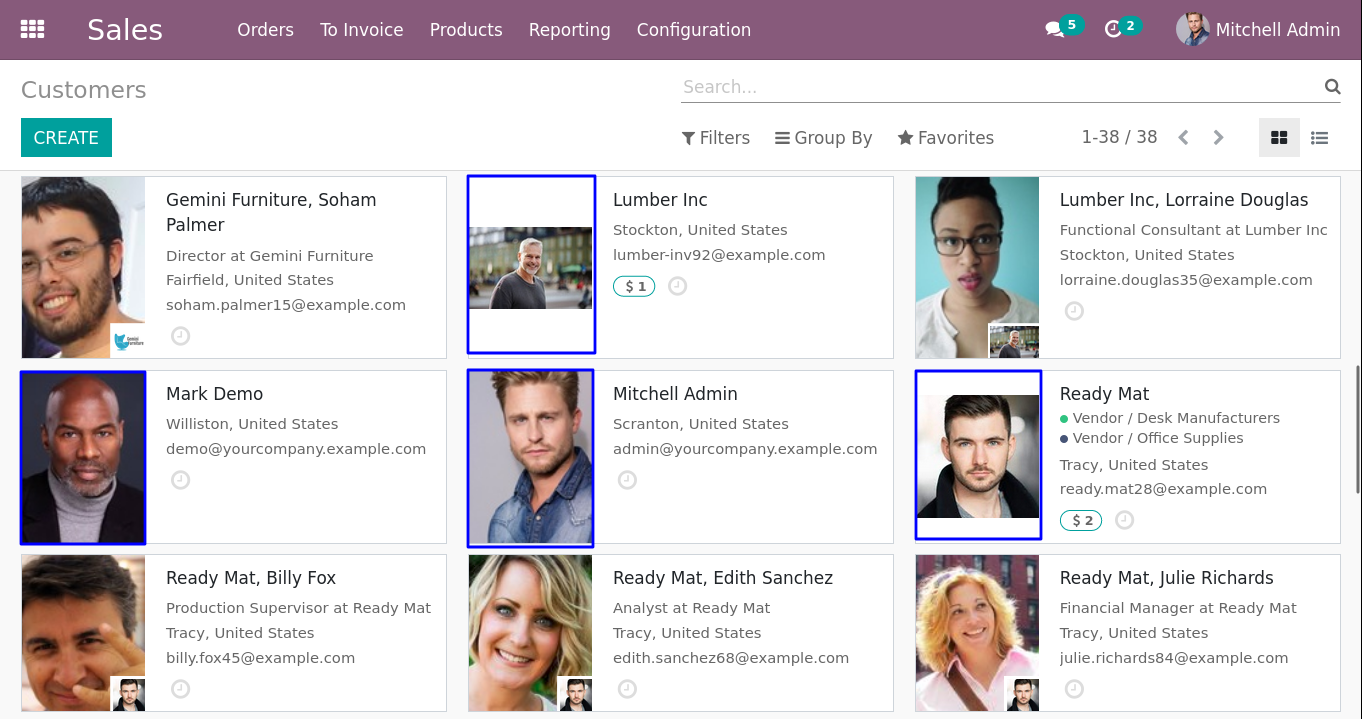 Sales
Orders
To Invoice
Products
Reporting
Configuration
5
2
Mitchell Admin
Customers
Search...
CREATE
Filters
Group By
Favorites
1-38 / 38
Gemini Furniture, Soham
Palmer
Director at Gemini Furniture
Fairfield, United States
soham.palmer15@example.com
Gemini
Furniture
Lumber Inc
Stockton, United States
lumber-inv92@example.com
$ 1
Lumber Inc, Lorraine Douglas
Functional Consultant at Lumber Inc
Stockton, United States
lorraine.douglas35@example.com
Mark Demo
Williston, United States
demo@yourcompany.example.com
Mitchell Admin
Scranton, United States
admin@yourcompany.example.com
Ready Mat
Vendor / Desk Manufacturers
Vendor / Office Supplies
Tracy, United States
ready.mat28@example.com
$ 2
Ready Mat, Billy Fox
Production Supervisor at Ready Mat
Tracy, United States
billy.fox45@example.com
Ready Mat, Edith Sanchez
Analyst at Ready Mat
Tracy, United States
edith.sanchez68@example.com
Ready Mat, Julie Richards
Financial Manager at Ready Mat
Tracy, United States
julie.richards84@example.com